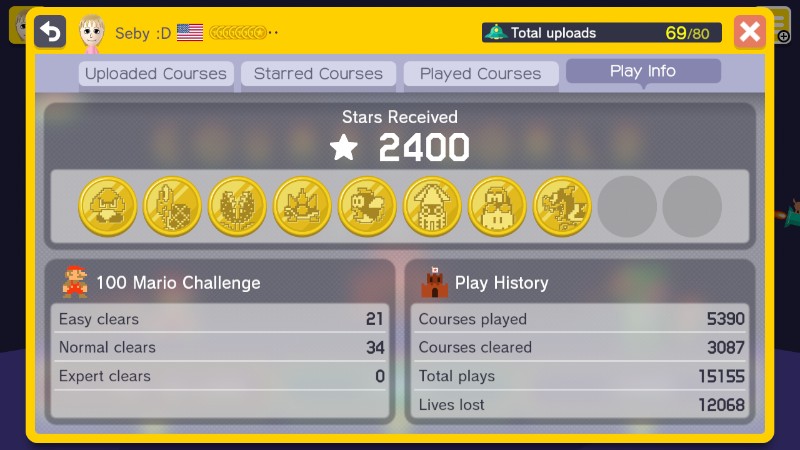 Seby :D
Total uploads 69/80
Uploaded Courses
Starred Courses
Played Courses
Play Info
Stars Received
2400
100 Mario Challenge
Easy clears 21
Normal clears 34
Expert clears 0
Play History
Courses played 5390
Courses cleared 3087
Total plays 15155
Lives lost 12068